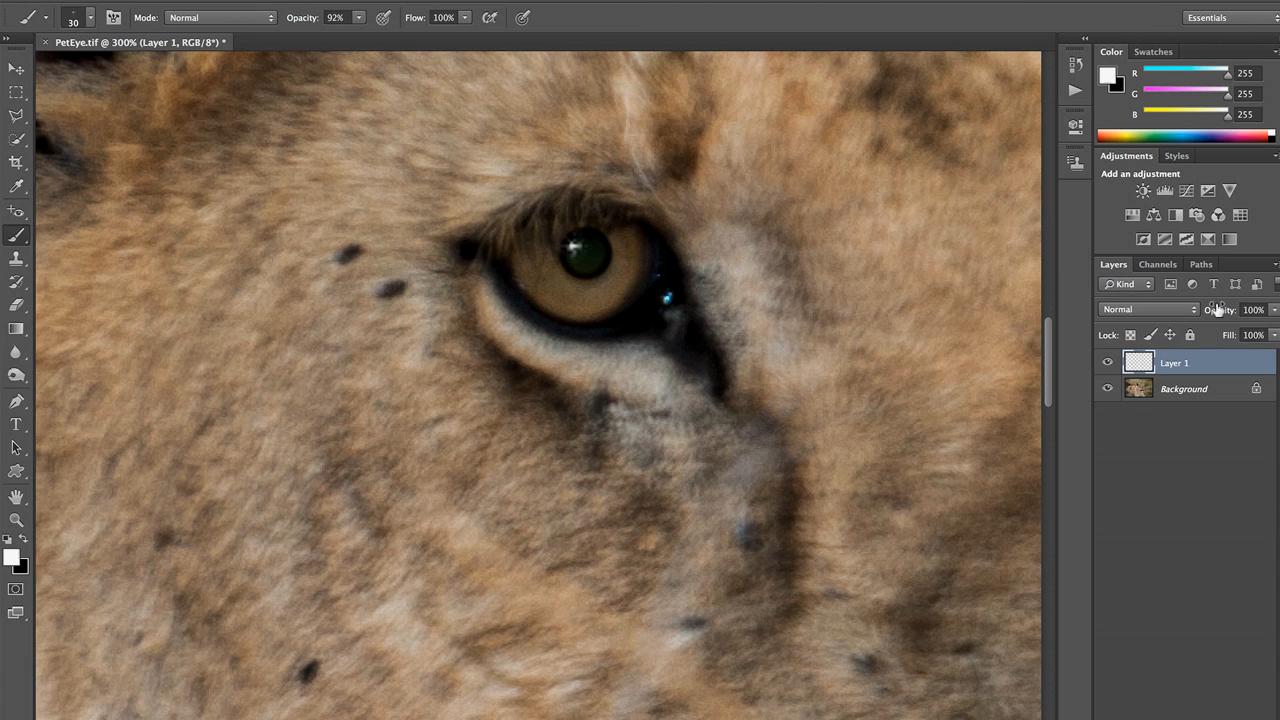 30 Mode: Normal Opacity: 92% Flow: 100% Essentials
× PetEye.tif @ 300% (Layer 1, RGB/8*) *
Color Swatches
R 255
G 255
B 255
Adjustments Styles
Add an adjustment
Layers Channels Paths
Kind T
Normal Opacity: 100%
Lock: Fill: 100%
Layer 1
Background
T